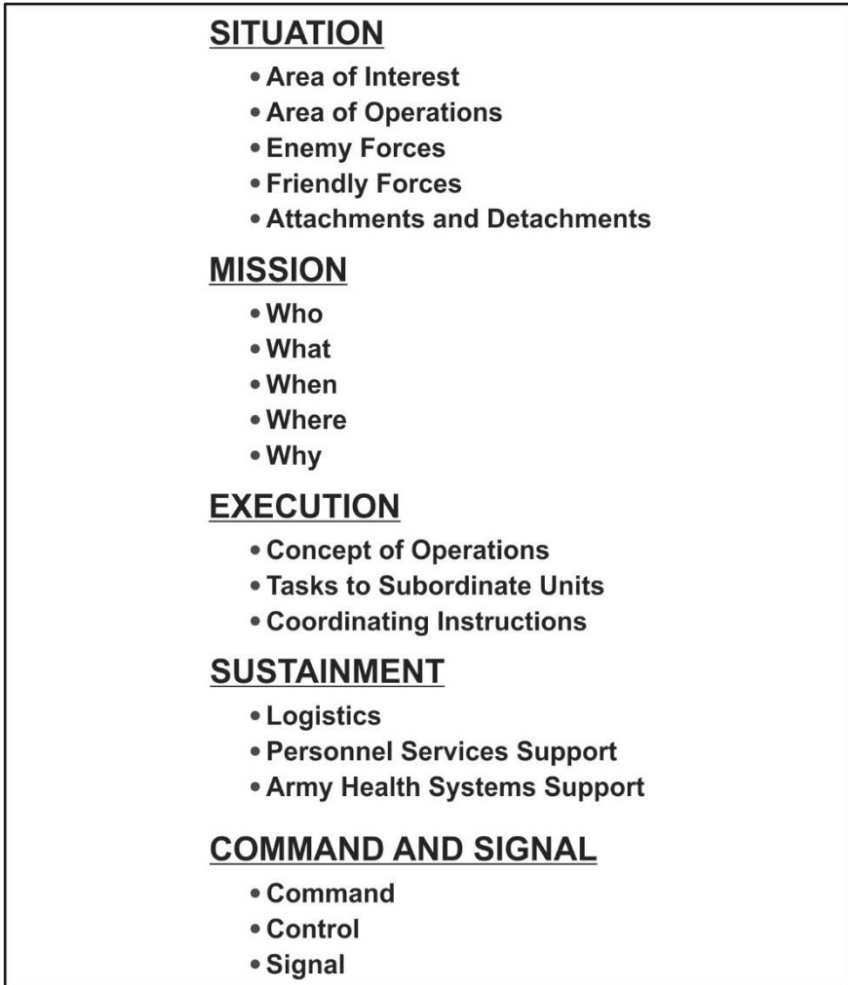 SITUATION
• Area of Interest
• Area of Operations
• Enemy Forces
• Friendly Forces
• Attachments and Detachments
MISSION
• Who
• What
• When
• Where
• Why
EXECUTION
• Concept of Operations
• Tasks to Subordinate Units
• Coordinating Instructions
SUSTAINMENT
• Logistics
• Personnel Services Support
• Army Health Systems Support
COMMAND AND SIGNAL
• Command
• Control
• Signal